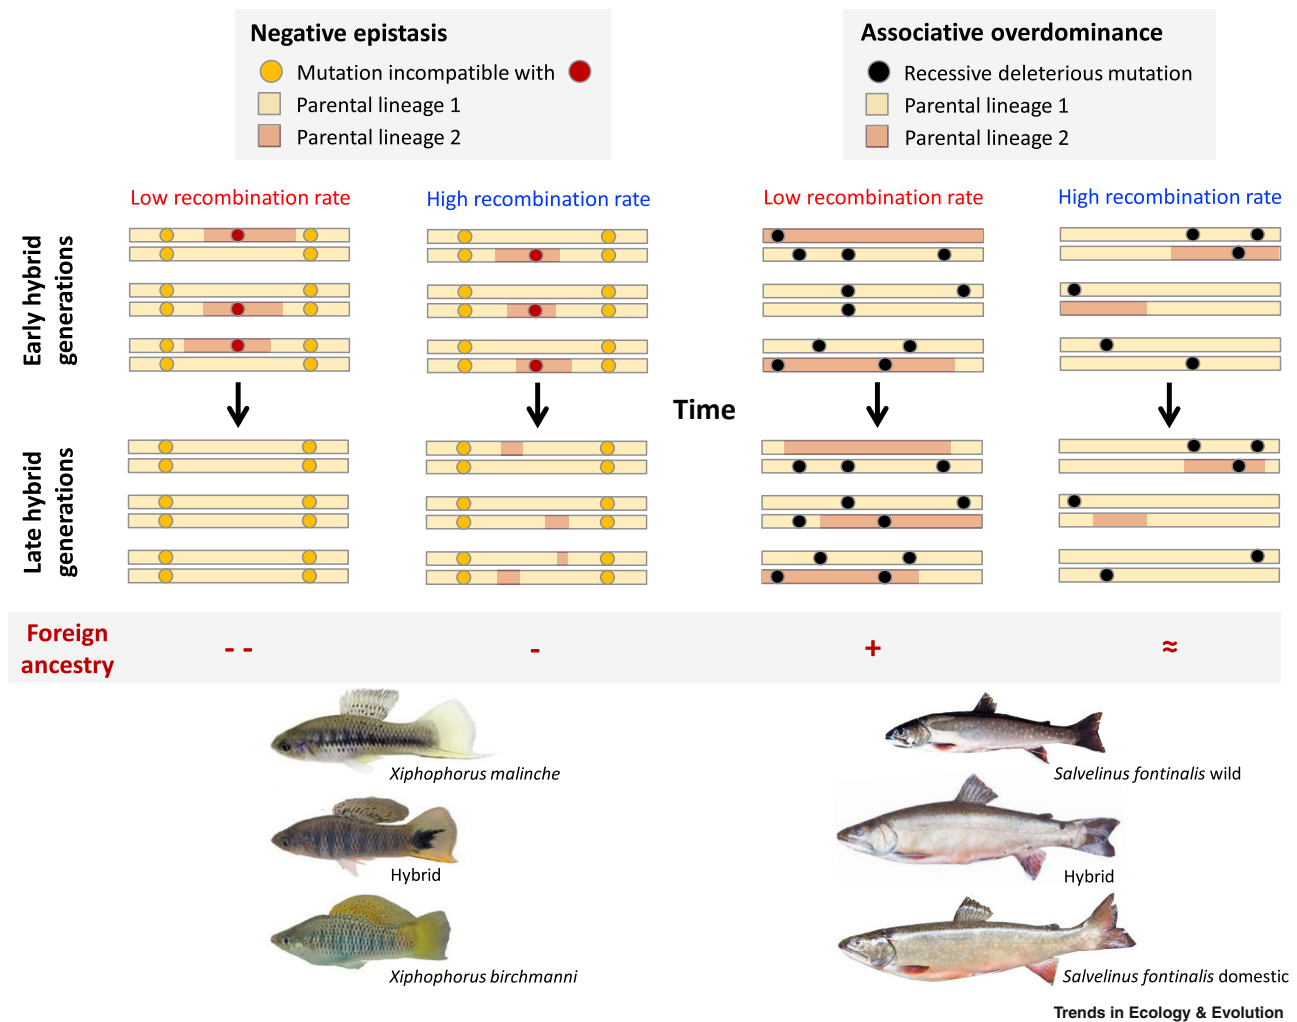 Negative epistasis
Mutation incompatible with
Parental lineage 1
Parental lineage 2
Associative overdominance
Recessive deleterious mutation
Parental lineage 1
Parental lineage 2
Low recombination rate
High recombination rate
Low recombination rate
High recombination rate
Early hybrid
generations
Time
Late hybrid
generations
Foreign
ancestry
- -
-
+
≈
Xiphophorus malinche
Hybrid
Xiphophorus birchmanni
Salvelinus fontinalis wild
Hybrid
Salvelinus fontinalis domestic
Trends in Ecology & Evolution